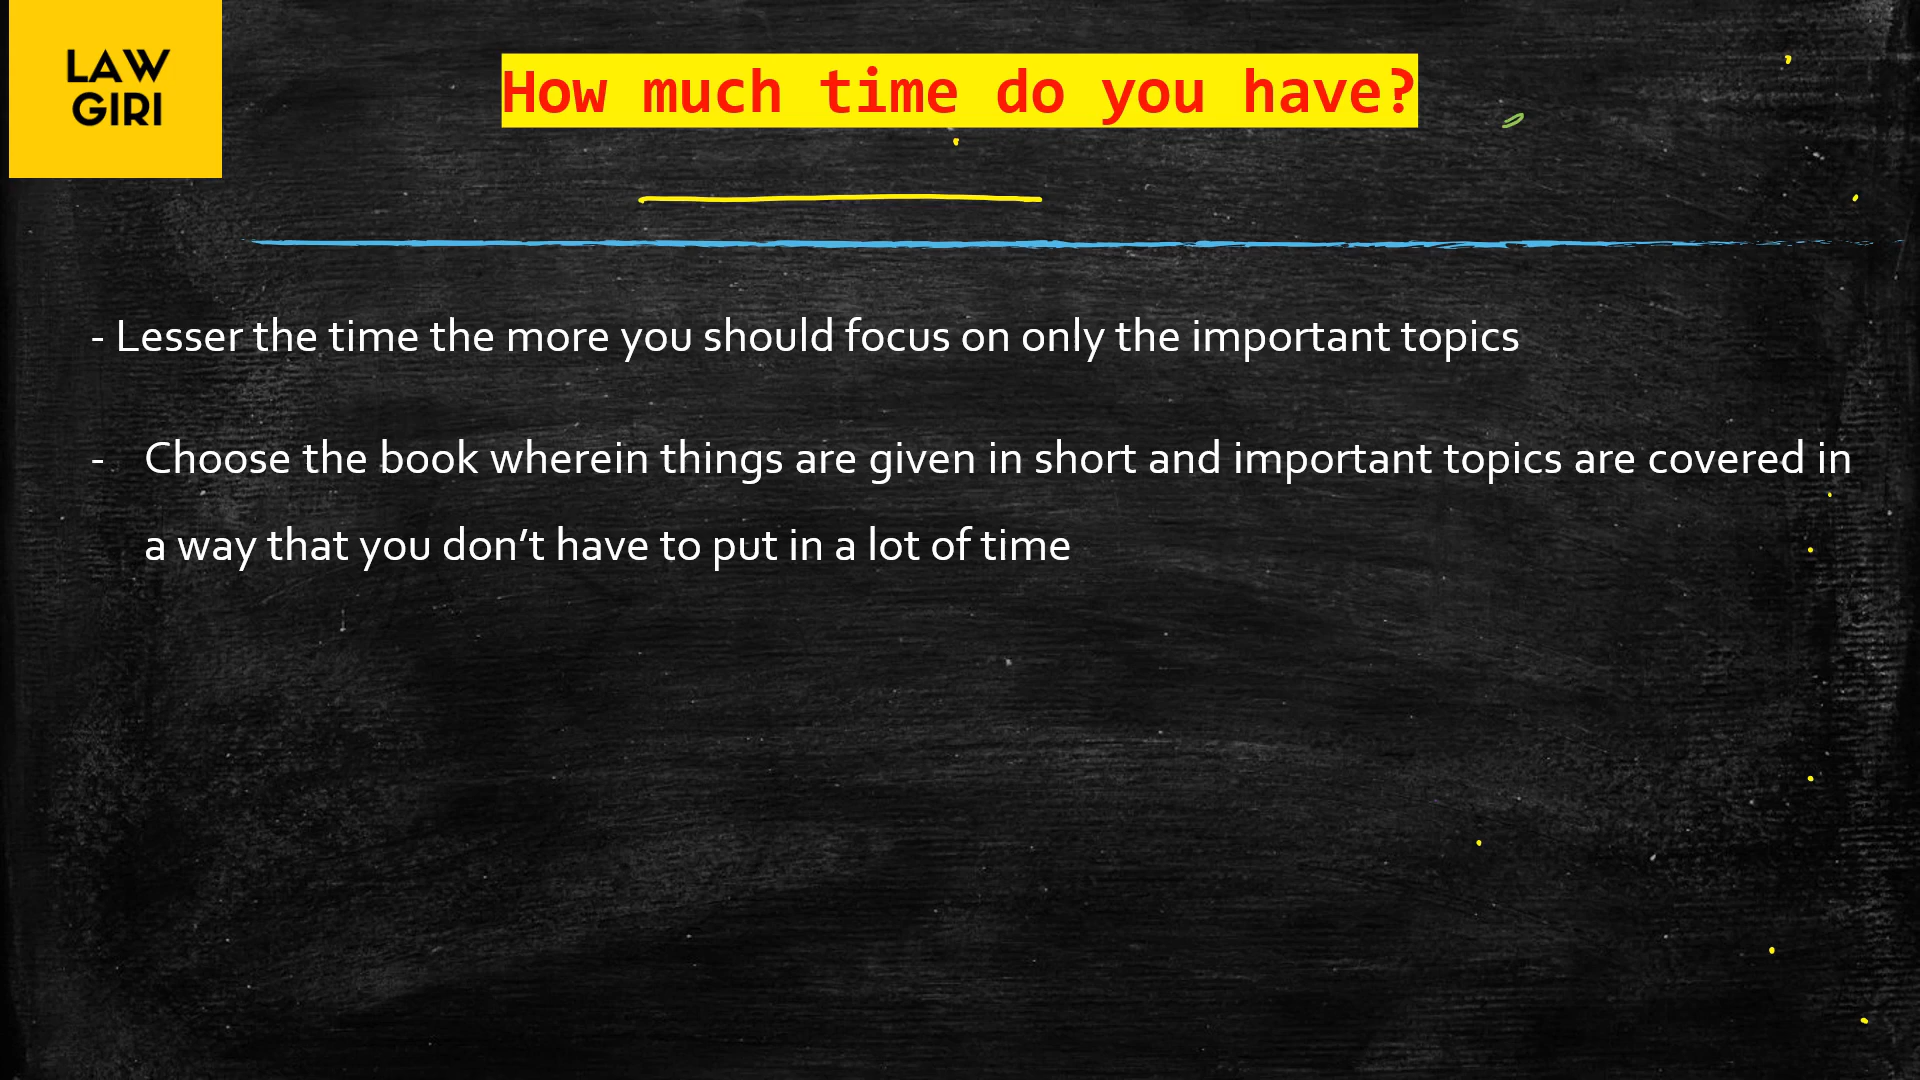 LAW
GIRI
How much time do you have?
- Lesser the time the more you should focus on only the important topics
- Choose the book wherein things are given in short and important topics are covered in
a way that you don’t have to put in a lot of time